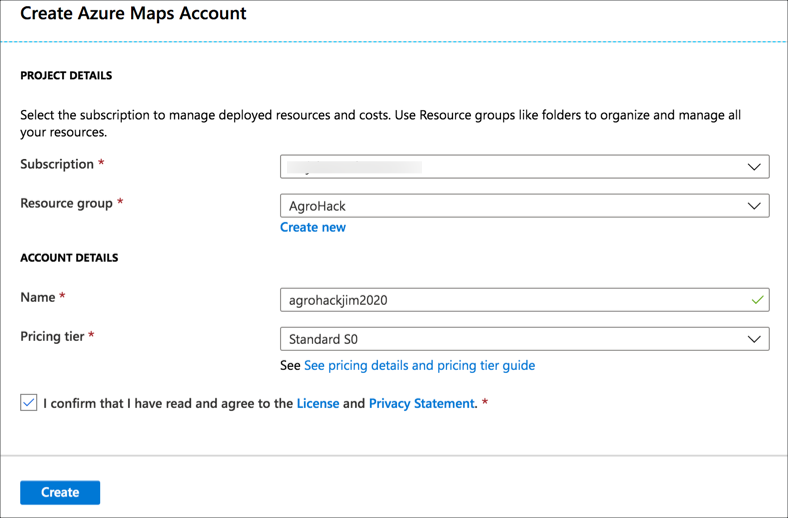 Create Azure Maps Account
PROJECT DETAILS
Select the subscription to manage deployed resources and costs. Use Resource groups like folders to organize and manage all
your resources.
Subscription *
Resource group *
AgroHack
Create new
ACCOUNT DETAILS
Name *
agrohackjim2020
Pricing tier *
Standard S0
See See pricing details and pricing tier guide
I confirm that I have read and agree to the License and Privacy Statement. *
Create